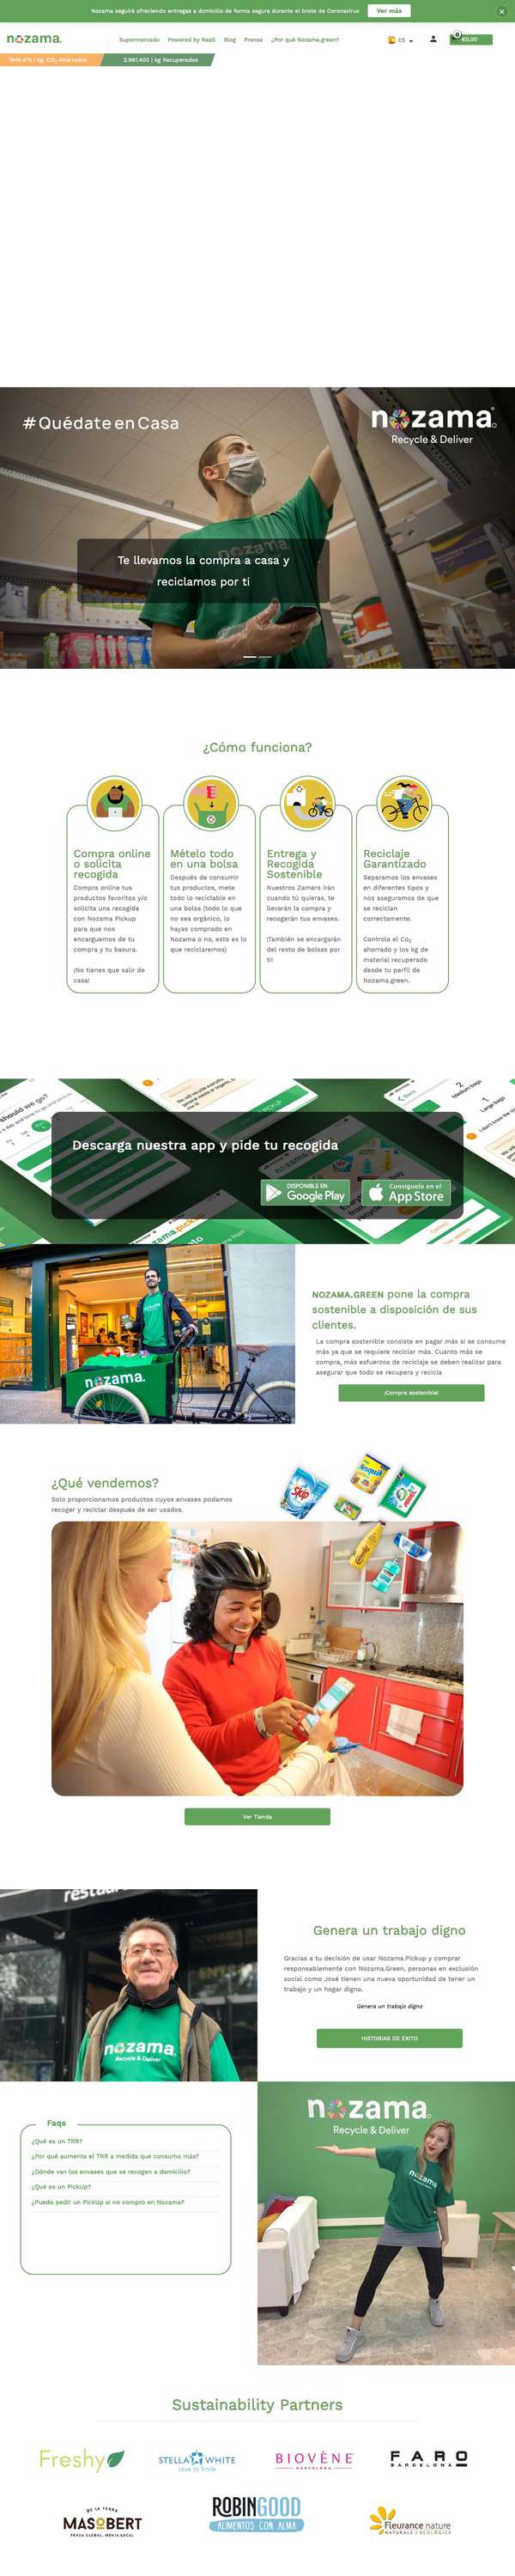 Nozama seguirá ofreciendo entregas a domicilio de forma segura durante el brote de Coronavirus
Ver más
nozama.
Supermercado Powered by RaaS Blog Prensa ¿Por qué Nozama.green?
ES
0
€0,00
2.981.400 | kg Recuperados
#QuédateenCasa
nozama
Recycle & Deliver
Te llevamos la compra a casa y
reciclamos por ti
¿Cómo funciona?
Compra online
o solicita
recogida
Compra online tus
productos favoritos y/o
solicita una recogida
con Nozama Pickup
para que nos
encarguemos de tu
compra y tu basura.
¡No tienes que salir de
casa!
Mételo todo
en una bolsa
Después de consumir
tus productos, mete
todo lo reciclable en
una bolsa (todo lo que
no sea orgánico, lo
hayas comprado en
Nozama o no, esto es lo
que reciclaremos)
Entrega y
Recogida
Sostenible
Nuestros Zamers irán
cuando tú quieras, te
llevarán la compra y
recogerán tus envases.
¡También se encargarán
del resto de bolsas por
ti!
Reciclaje
Garantizado
Separamos los envases
en diferentes tipos y
nos aseguramos de que
se reciclan
correctamente.
Controla el Co₂
ahorrado y los kg de
material recuperado
desde tu perfil de
Nozama.green.
Descarga nuestra app y pide tu recogida
DISPONIBLE EN
Google Play
Consíguelo en el
App Store
nozama.
NOZAMA.GREEN pone la compra
sostenible a disposición de sus
clientes.
La compra sostenible consiste en pagar más si se consume
más ya que se requiere reciclar más. Cuanto más se
compra, más esfuerzos de reciclaje se deben realizar para
asegurar que todo se recupera y recicla
¡Compra sostenible!
¿Qué vendemos?
Solo proporcionamos productos cuyos envases podamos
recoger y reciclar después de ser usados.
Skip
Nesquik
ARIEL
Ver Tienda
nozama
Recycle & Deliver
Genera un trabajo digno
Gracias a tu decisión de usar Nozama.Pickup y comprar
responsablemente con Nozama.Green, personas en exclusión
social como José tienen una nueva oportunidad de tener un
trabajo y un hogar digno.
Genera un trabajo digno
HISTORIAS DE EXITO
Faqs
¿Qué es un TRR?
¿Por qué aumenta el TRR a medida que consumo más?
¿Dónde van los envases que se recogen a domicilio?
¿Qué es un PickUp?
¿Puedo pedir un PickUp si no compro en Nozama?
nozama
Recycle & Deliver
nozama
Sustainability Partners
Freshy
STELLA WHITE
Love to Smile
BIOVÈNE
BARCELONA
FARO
BARCELONA
DE LA TERRA
MASOBERT
PENSA GLOBAL, MENJA LOCAL
ROBINGOOD
ALIMENTOS CON ALMA
Fleurance nature
NATURALE & ECOLÓGICE